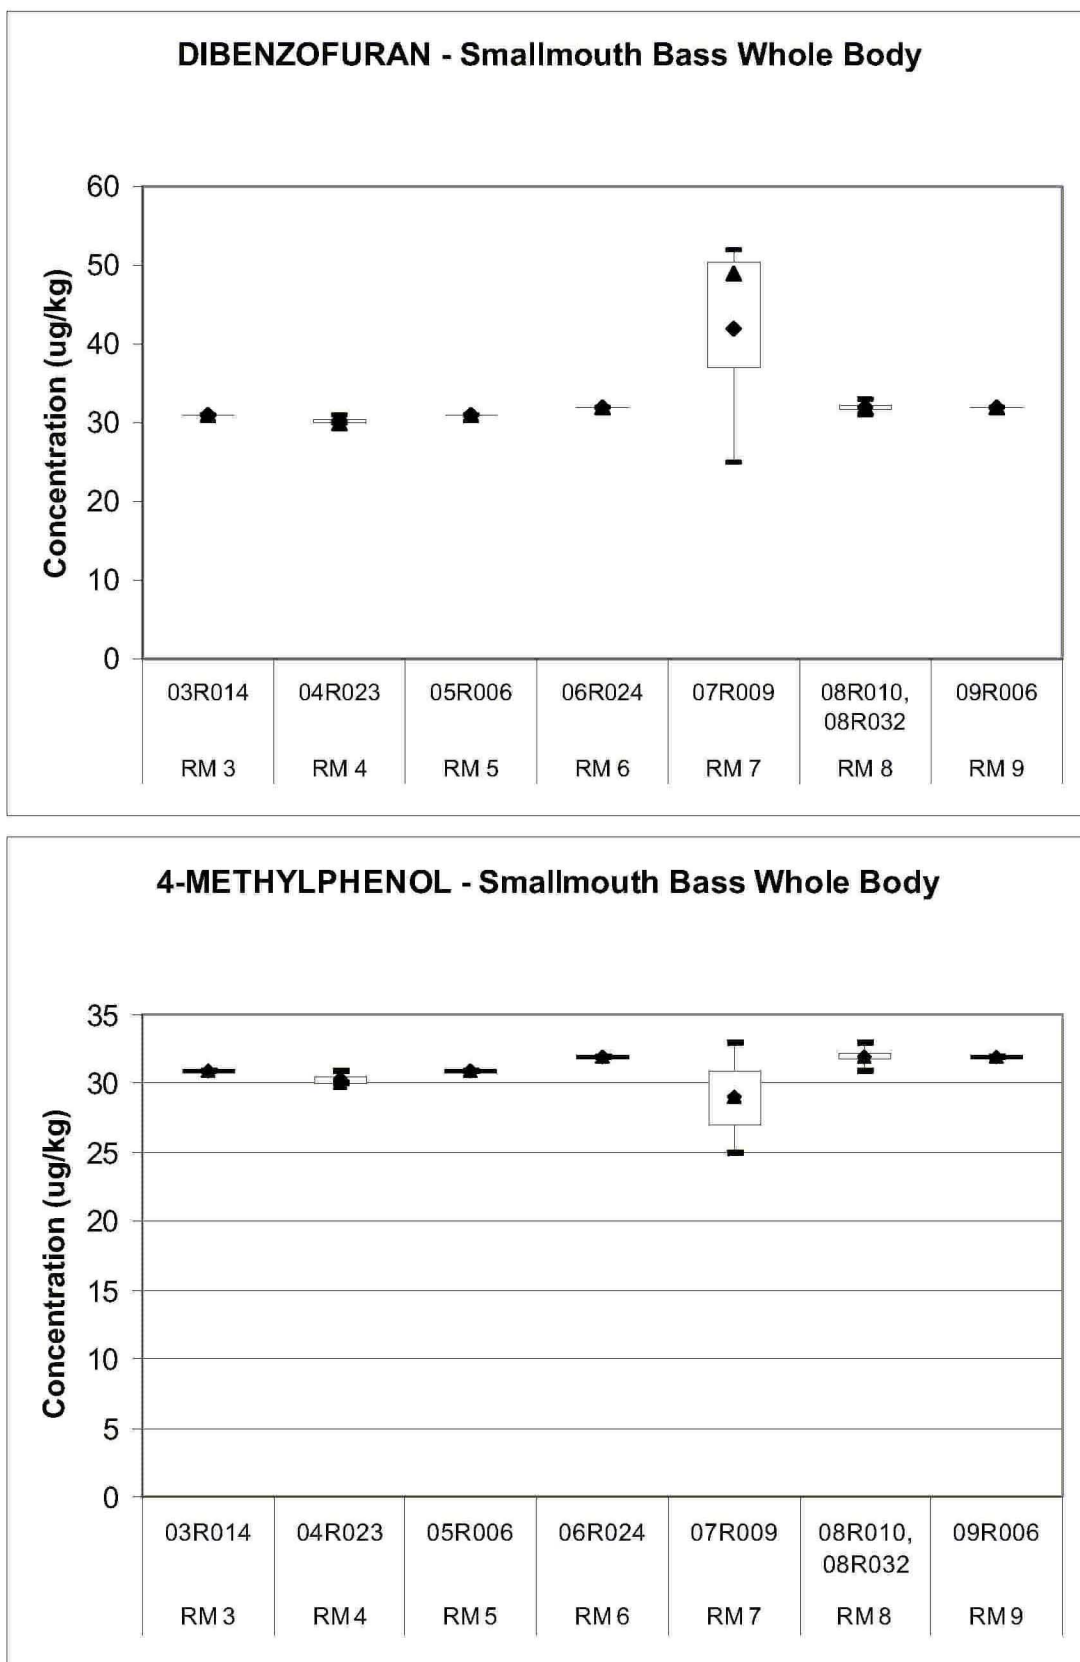 DIBENZOFURAN - Smallmouth Bass Whole Body
Concentration (ug/kg)
60
50
40
30
20
10
0
03R014 04R023 05R006 06R024 07R009 08R010, 09R006
08R032
RM 3 RM 4 RM 5 RM 6 RM 7 RM 8 RM 9
4-METHYLPHENOL - Smallmouth Bass Whole Body
Concentration (ug/kg)
35
30
25
20
15
10
5
0
03R014 04R023 05R006 06R024 07R009 08R010, 09R006
08R032
RM 3 RM 4 RM 5 RM 6 RM 7 RM 8 RM 9